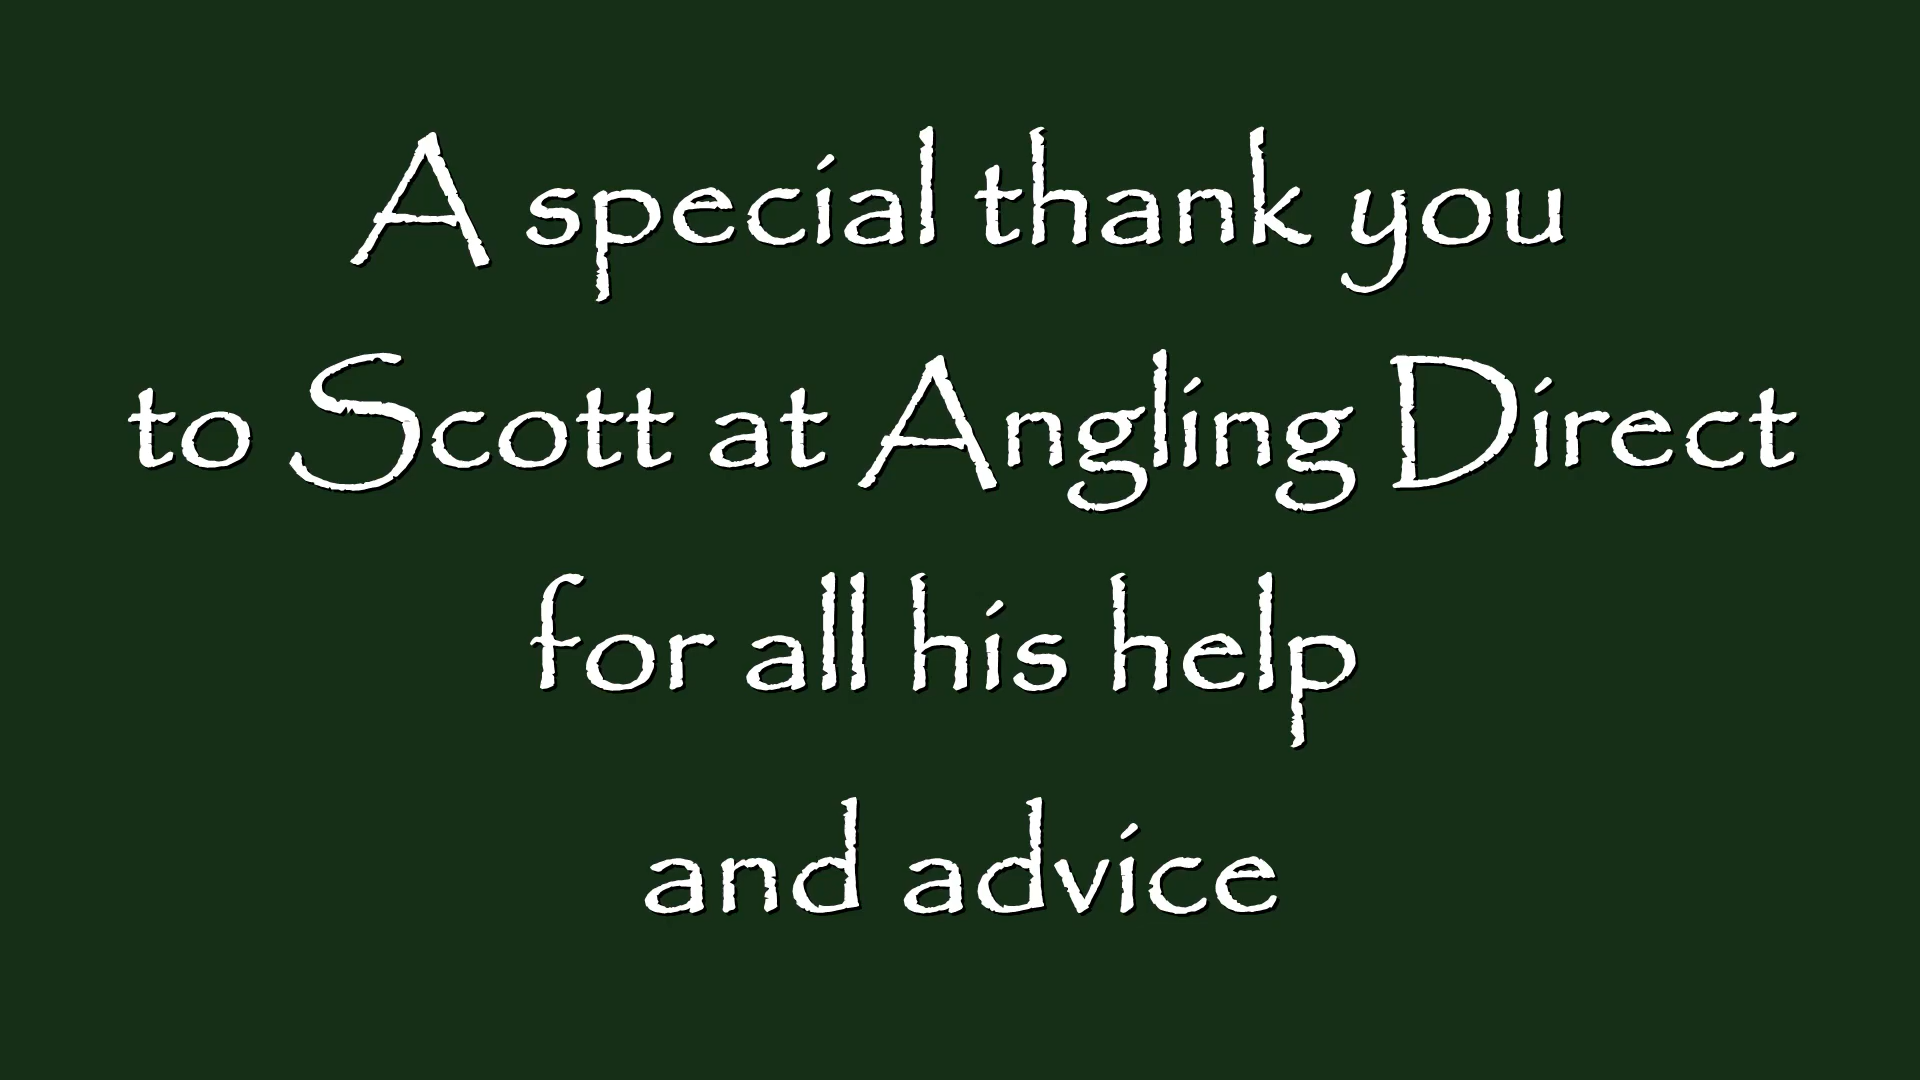 A special thank you
to Scott at Angling Direct
for all his help
and advice